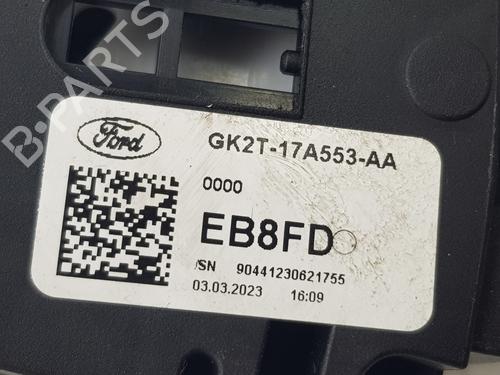 B-PARTS
Ford
GK2T-17A553-AA
0000
EB8FD
/SN 90441230621755
03.03.2023 16:09